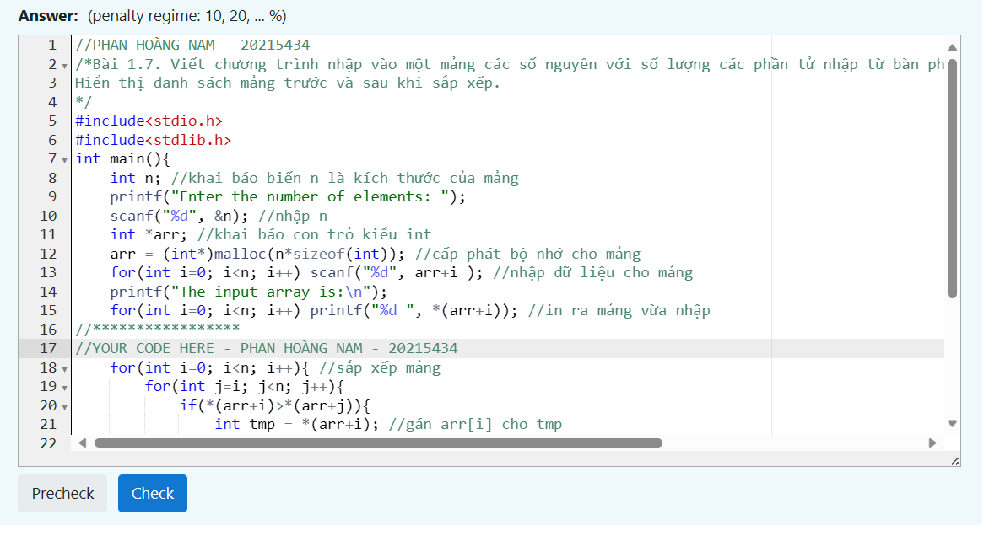 Answer: (penalty regime: 10, 20, ... %)
1 //PHAN HOÀNG NAM - 20215434
2 /*Bài 1.7. Viết chương trình nhập vào một mảng các số nguyên với số lượng các phần tử nhập từ bàn ph
3 Hiển thị danh sách mảng trước và sau khi sắp xếp.
4 */
5 #include<stdio.h>
6 #include<stdlib.h>
7 int main(){
8 int n; //khai báo biến n là kích thước của mảng
9 printf("Enter the number of elements: ");
10 scanf("%d", &n); //nhập n
11 int *arr; //khai báo con trỏ kiểu int
12 arr = (int*)malloc(n*sizeof(int)); //cấp phát bộ nhớ cho mảng
13 for(int i=0; i<n; i++) scanf("%d", arr+i ); //nhập dữ liệu cho mảng
14 printf("The input array is:\n");
15 for(int i=0; i<n; i++) printf("%d ", *(arr+i)); //in ra mảng vừa nhập
16 //*****************
17 //YOUR CODE HERE - PHAN HOÀNG NAM - 20215434
18 for(int i=0; i<n; i++){ //sắp xếp mảng
19 for(int j=i; j<n; j++){
20 if(*(arr+i)>*(arr+j)){
21 int tmp = *(arr+i); //gán arr[i] cho tmp
22
Precheck
Check